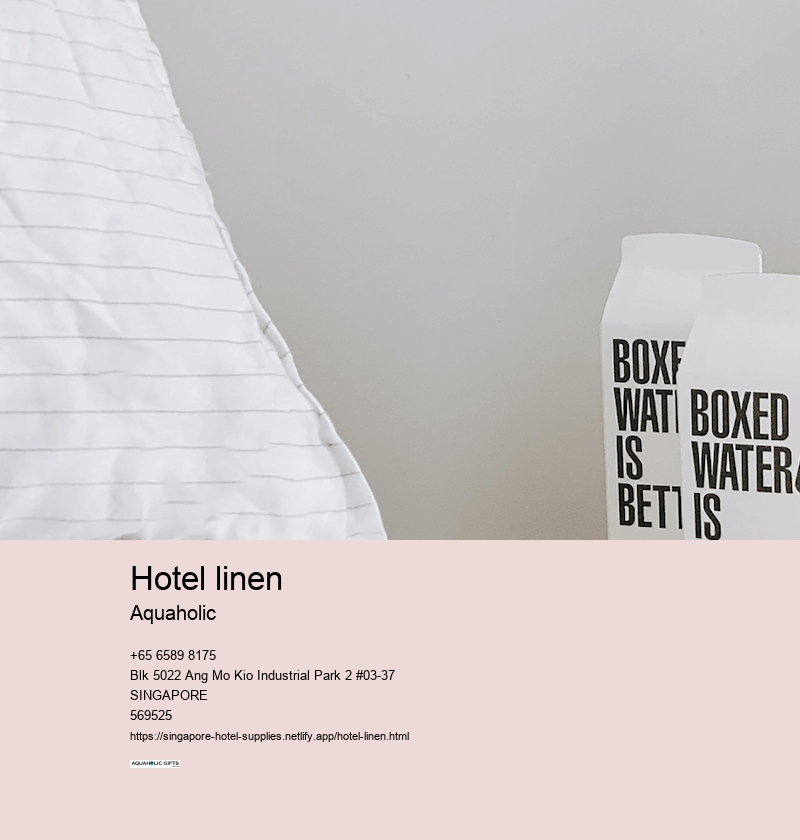 BOXE
WAT
IS
BETT
BOXED
WATER
IS
Hotel linen
Aquaholic
+65 6589 8175
Blk 5022 Ang Mo Kio Industrial Park 2 #03-37
SINGAPORE
569525
https://singapore-hotel-supplies.netlify.app/hotel-linen.html
AQUAHOLIC GIFTS